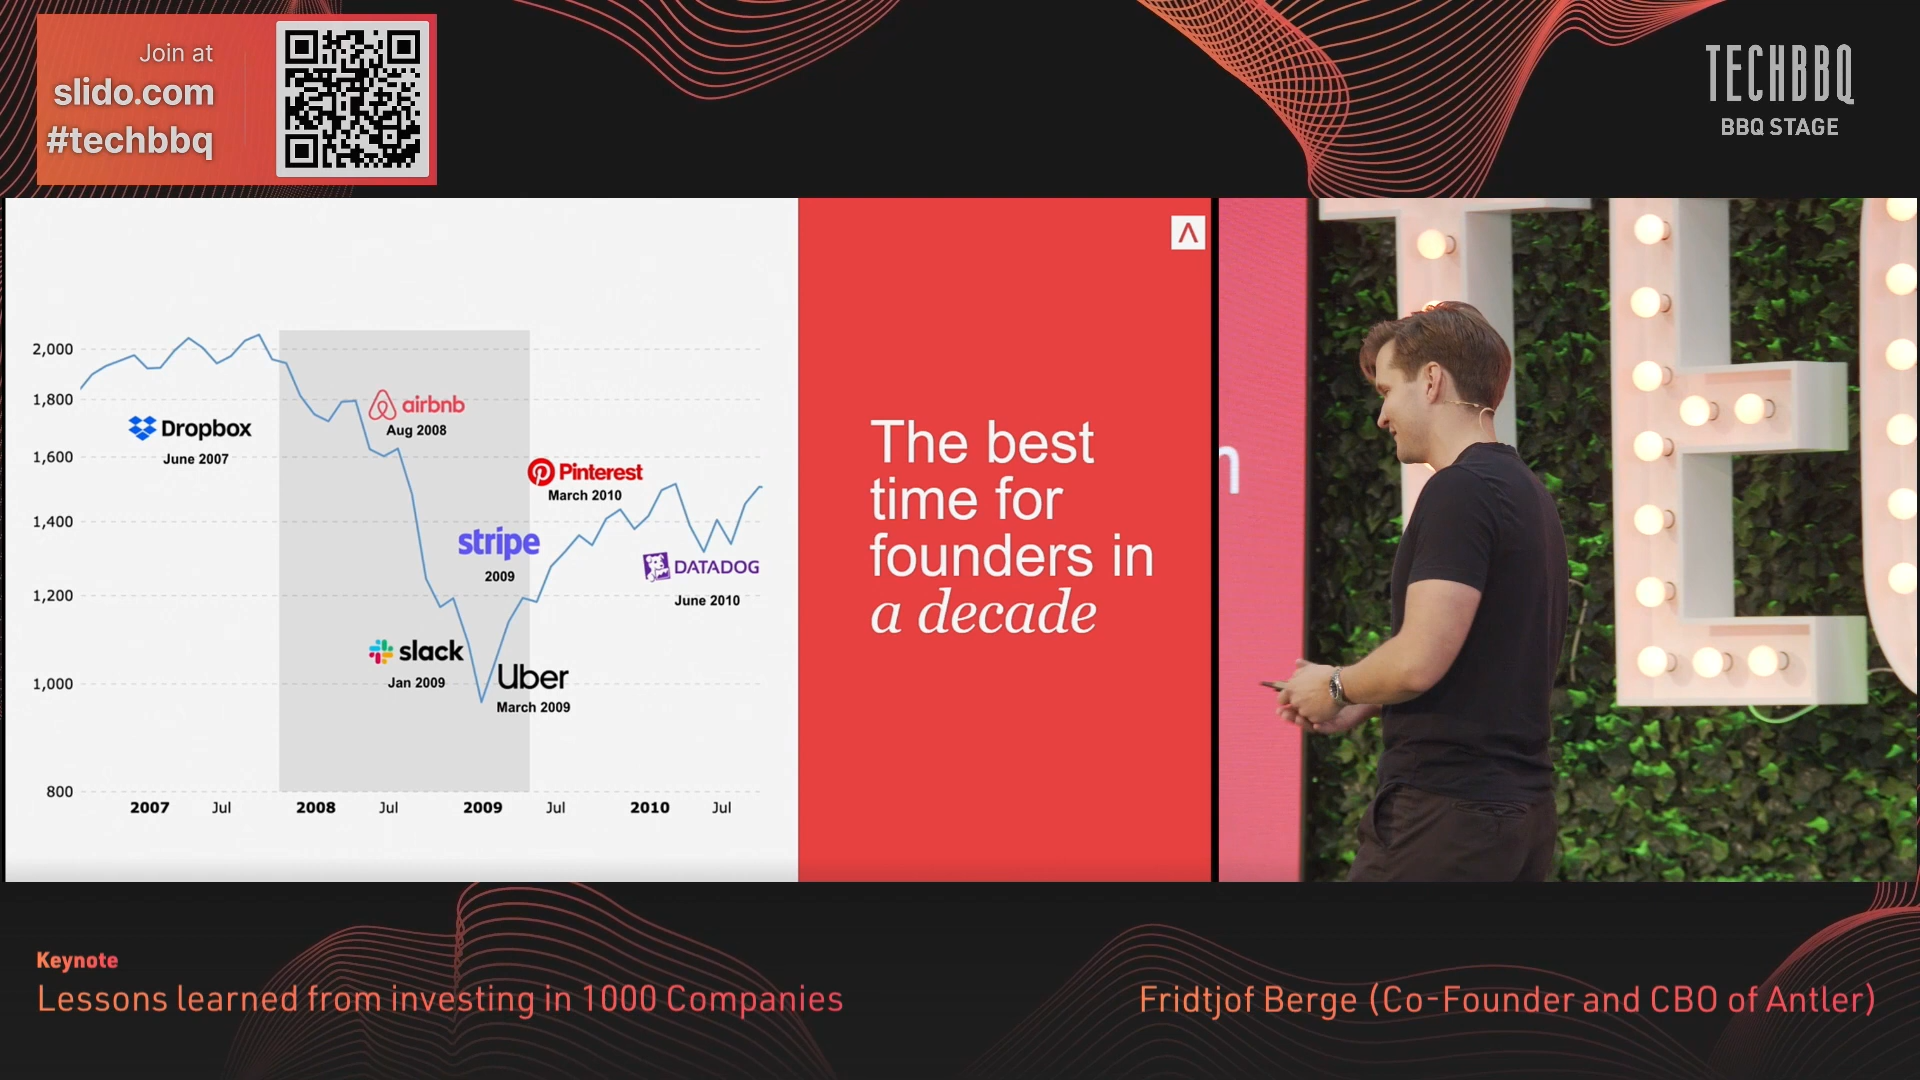 Join at
slido.com
#techbbq
TECHBBQ
BBQ STAGE
2,000
1,800
1,600
1,400
1,200
1,000
800
2007
Jul
2008
Jul
2009
Jul
2010
Jul
Dropbox
June 2007
airbnb
Aug 2008
Pinterest
March 2010
stripe
2009
DATADOG
June 2010
slack
Jan 2009
Uber
March 2009
The best
time for
founders in
a decade
Keynote
Lessons learned from investing in 1000 Companies
Fridtjof Berge (Co-Founder and CBO of Antler)